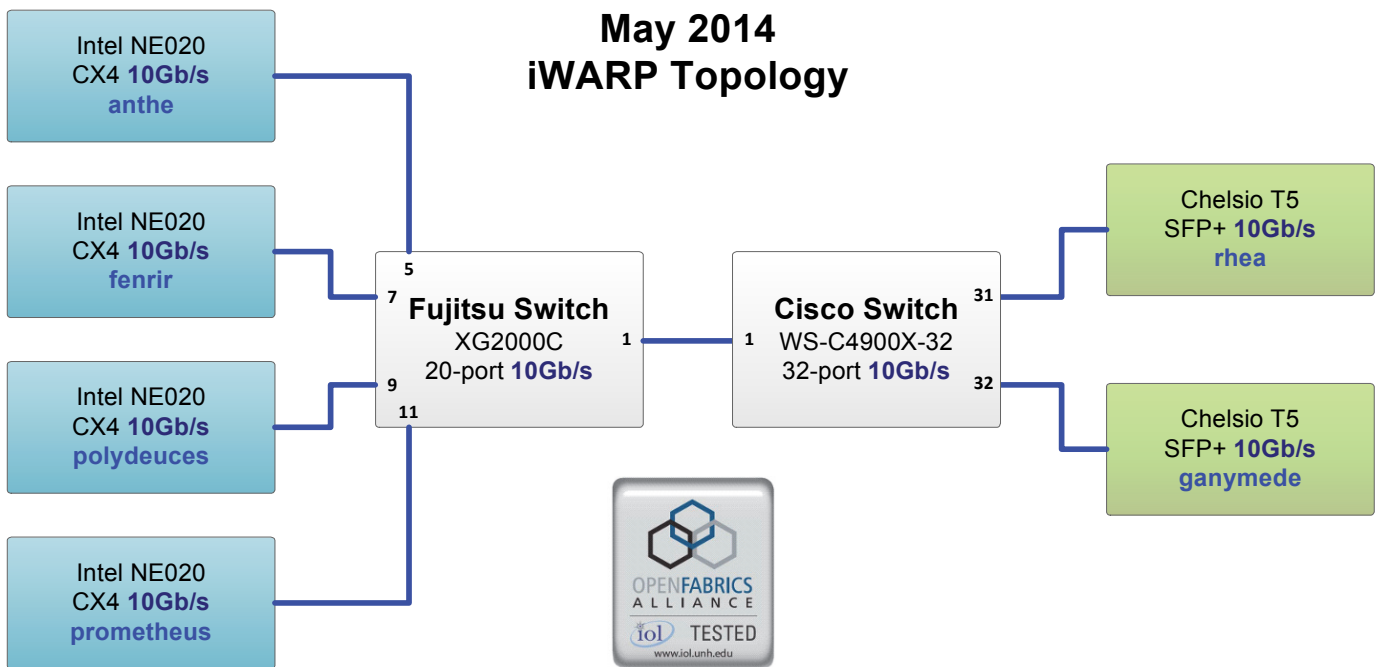 May 2014
iWARP Topology
Intel NE020
CX4 10Gb/s
anthe
Intel NE020
CX4 10Gb/s
fenrir
Intel NE020
CX4 10Gb/s
polydeuces
Intel NE020
CX4 10Gb/s
prometheus
5
7
9
11
Fujitsu Switch
XG2000C
20-port 10Gb/s
1
1
Cisco Switch
WS-C4900X-32
32-port 10Gb/s
31
32
Chelsio T5
SFP+ 10Gb/s
rhea
Chelsio T5
SFP+ 10Gb/s
ganymede
OPENFABRICS
ALLIANCE
iol TESTED
www.iol.unh.edu